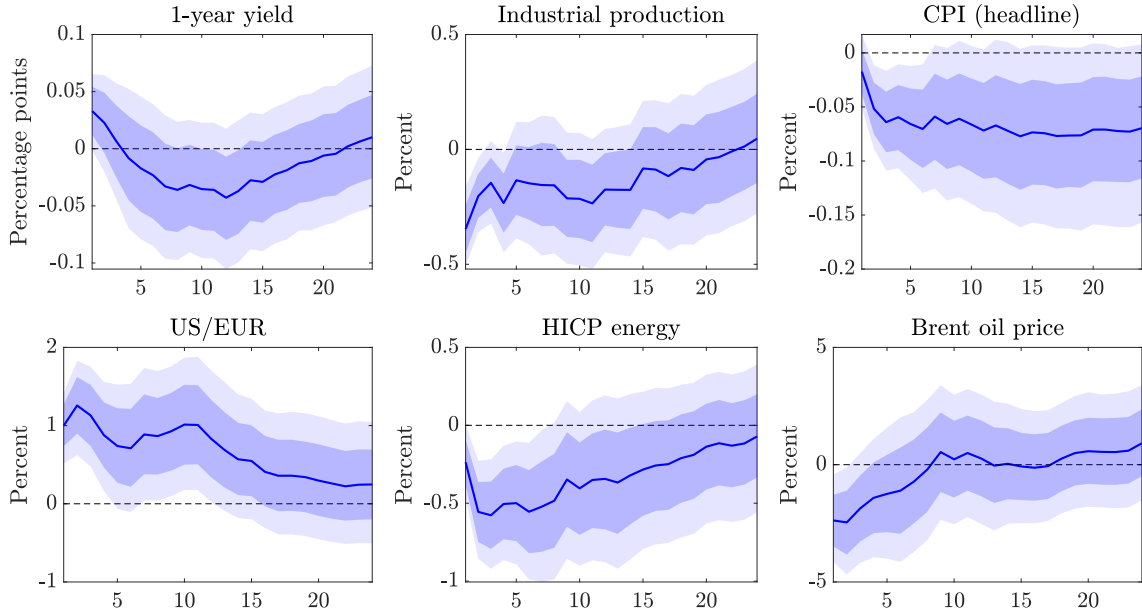 1-year yield
Percentage points
0.1
0.05
0
-0.05
-0.1
5 10 15 20
Industrial production
Percent
0.5
0
-0.5
5 10 15 20
CPI (headline)
Percent
0
-0.05
-0.1
-0.15
-0.2
5 10 15 20
US/EUR
Percent
2
1
0
-1
5 10 15 20
HICP energy
Percent
0.5
0
-0.5
-1
5 10 15 20
Brent oil price
Percent
5
0
-5
5 10 15 20